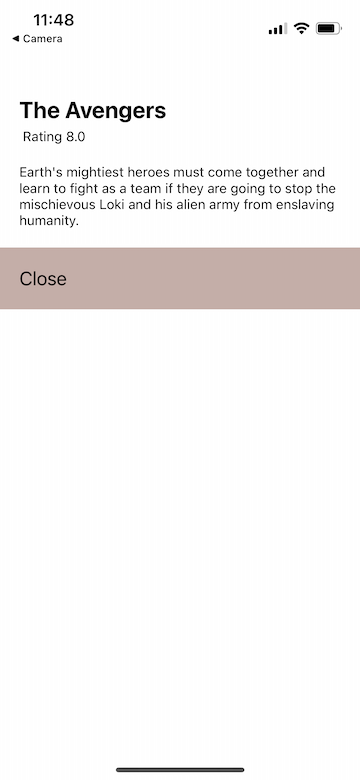 11:48
◀ Camera
The Avengers
Rating 8.0
Earth's mightiest heroes must come together and
learn to fight as a team if they are going to stop the
mischievous Loki and his alien army from enslaving
humanity.
Close